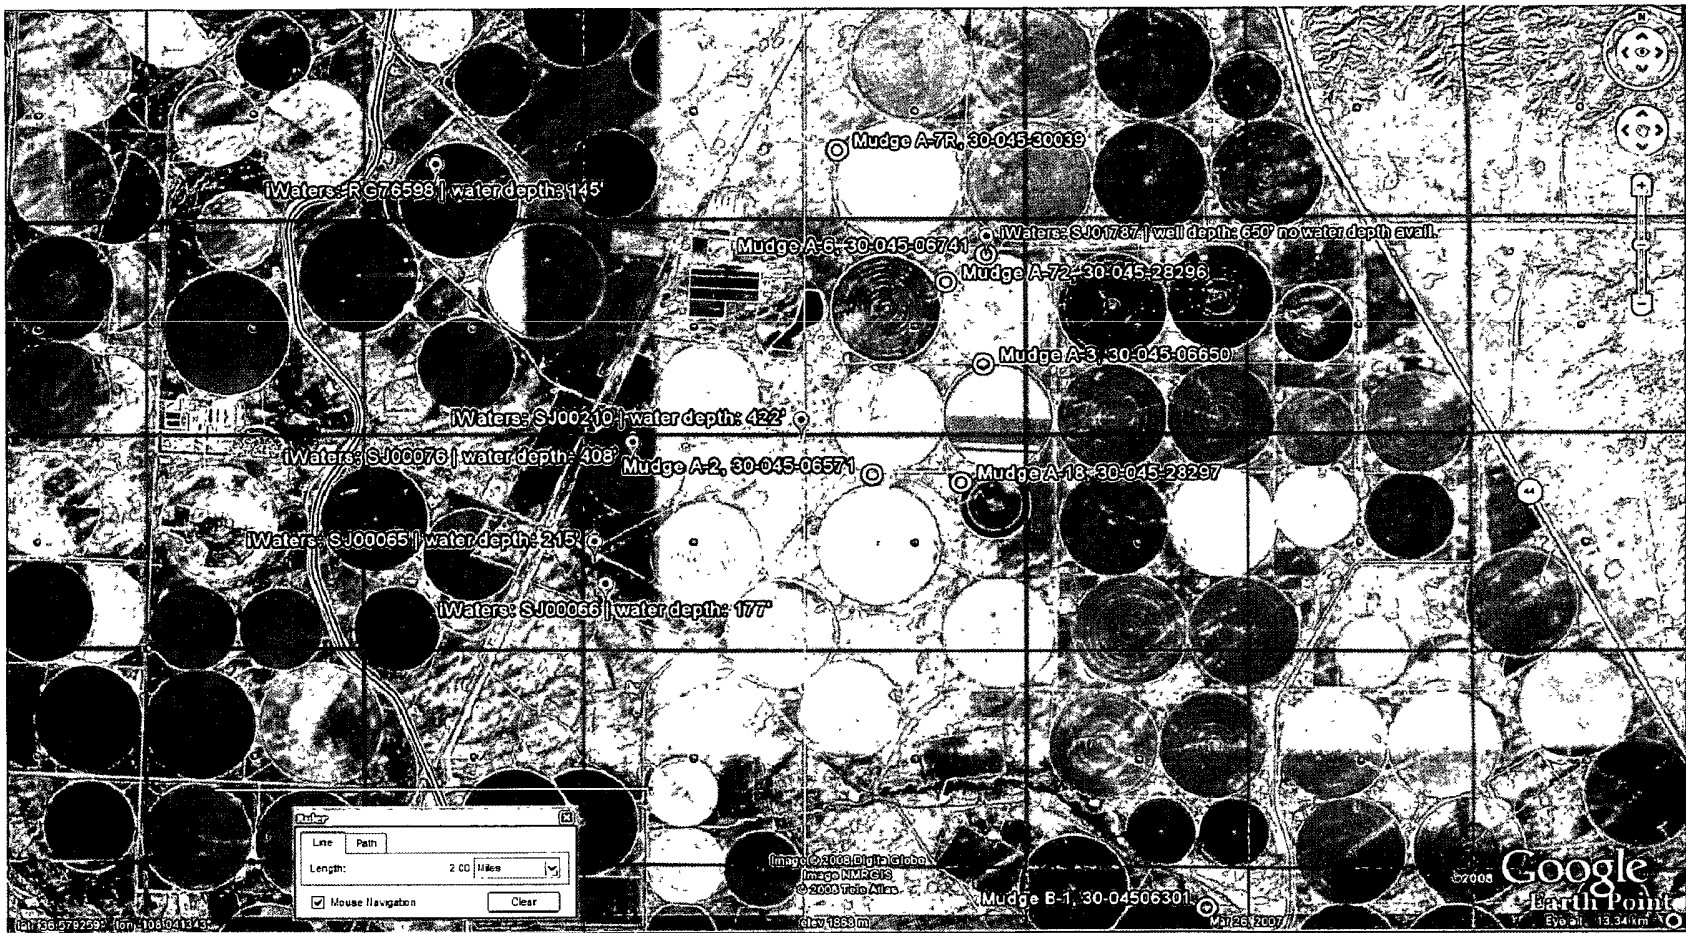 N
Mudge A-7R, 30-045-30039
iWaters: RG76598 | water depth: 145'
iWaters: SJ01787 | well depth: 650' no water depth avail.
Mudge A-6, 30-045-06741
Mudge A-72, 30-045-28296
Mudge A-3, 30-045-06650
iWaters: SJ00210 | water depth: 422'
iWaters: SJ00076 | water depth: 408'
Mudge A-2, 30-045-06571
Mudge A-18, 30-045-28297
44
iWaters: SJ00065 | water depth: 215'
iWaters: SJ00066 | water depth: 177'
Ruler
Line Path
Length: 2.00 Miles
Mouse Navigation Clear
Image © 2008 Digital Globe
Image NMRGIS
© 2008 Tele Atlas
©2008 Google
Earth Point
Mudge B-1, 30-04506301
lat 36.579259° lon -108.041343°
elev 1858 m
Mar 26, 2007
Eye alt 13.34 km